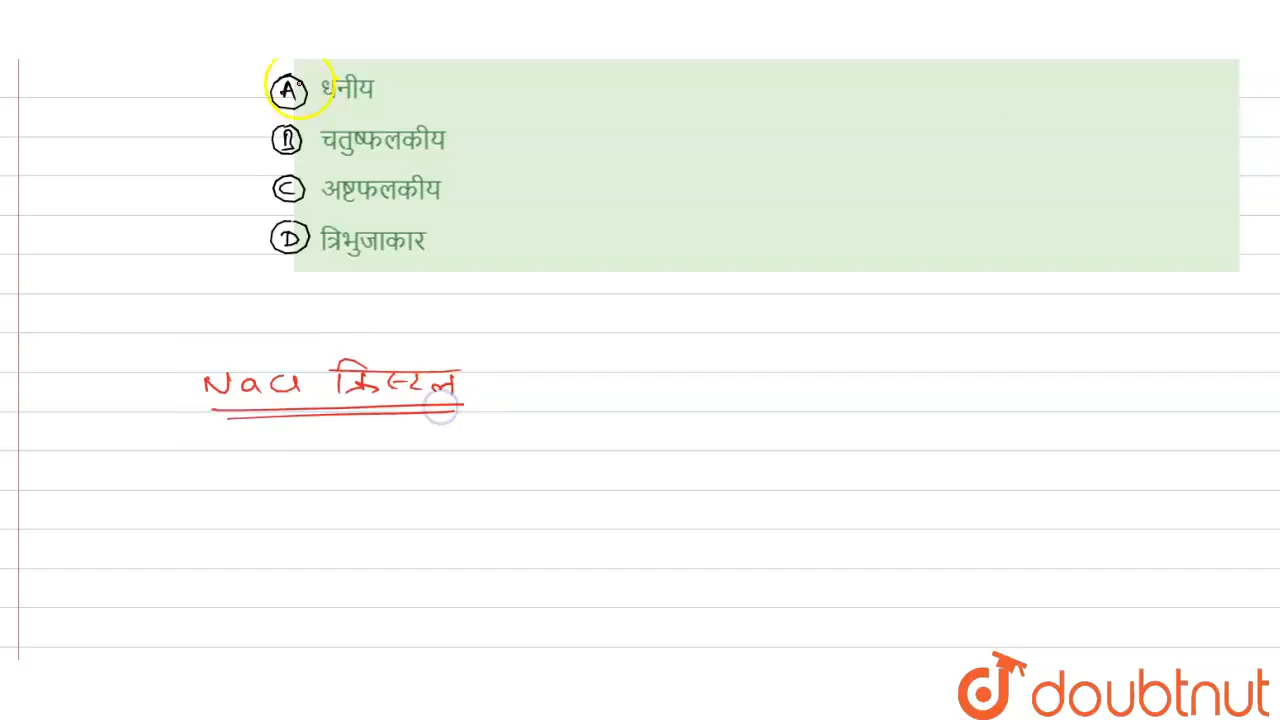 A धनीय
B चतुष्फलकीय
C अष्टफलकीय
D त्रिभुजाकार
NaCl क्रिस्टल
doubtnut